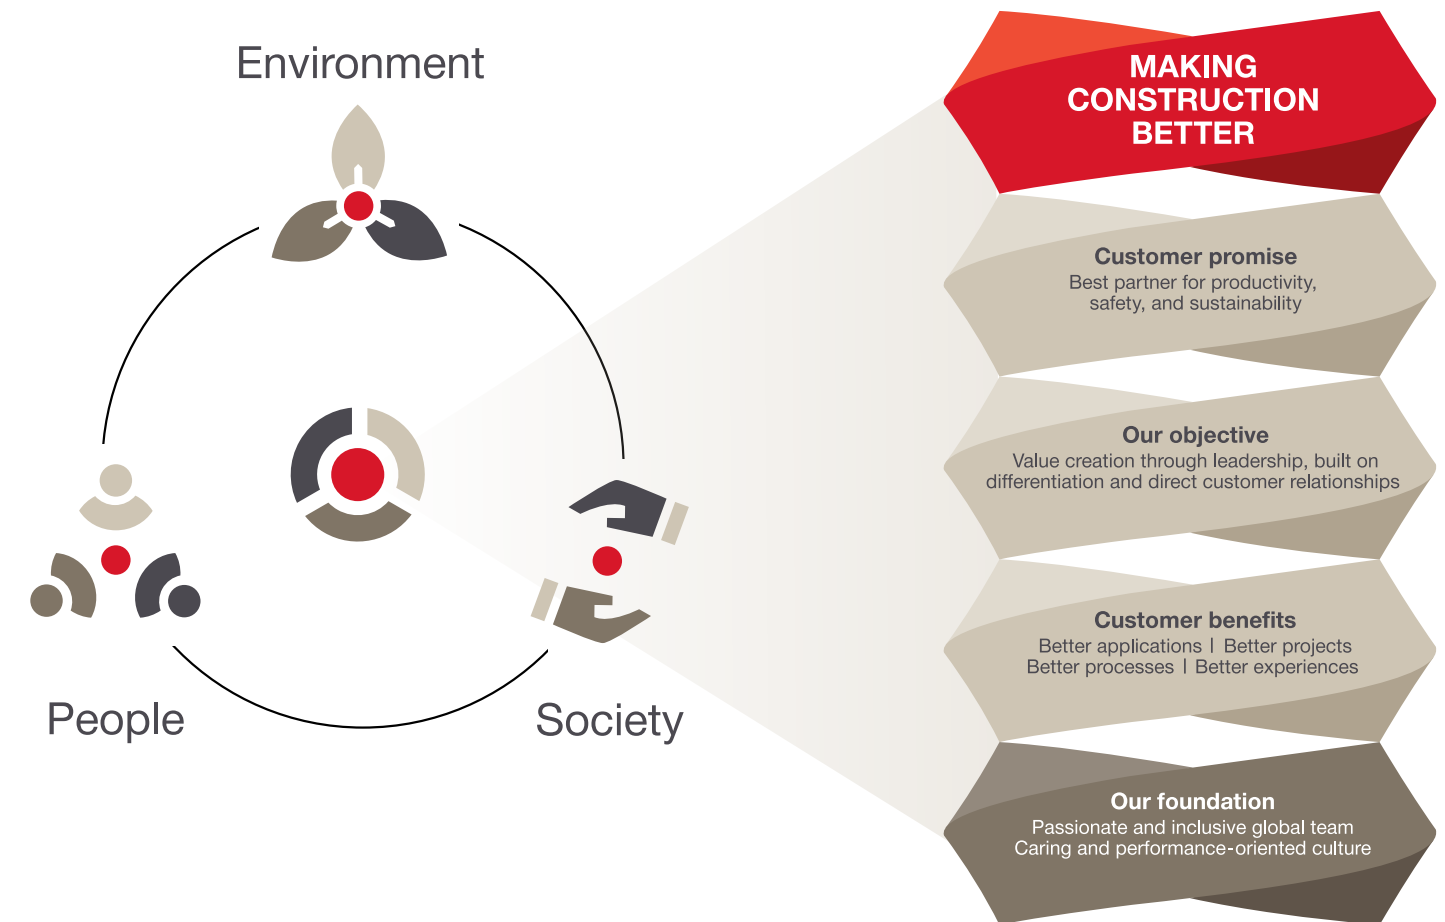 Environment
People
Society
MAKING
CONSTRUCTION
BETTER
Customer promise
Best partner for productivity,
safety, and sustainability
Our objective
Value creation through leadership, built on
differentiation and direct customer relationships
Customer benefits
Better applications | Better projects
Better processes | Better experiences
Our foundation
Passionate and inclusive global team
Caring and performance-oriented culture